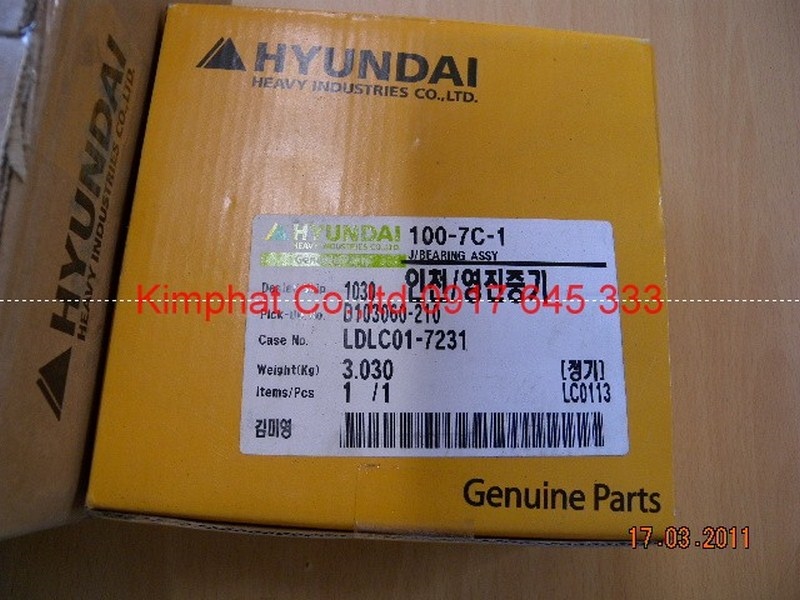 HYUNDAI
HEAVY INDUSTRIES CO.,LTD.
HYUNDAI
HEAVY INDUSTRIES CO.,LTD.
HYUNDAI
HEAVY INDUSTRIES CO.,LTD.
100-7C-1
J/BEARING ASSY
1030 인천/영진중기
Kimphat Co.,Ltd 0917 645 333
Case No. LDLC01-7231
Weight(Kg) 3.030 [정기]
Items/Pcs 1 /1 LC0113
김미영
Genuine Parts
17.03.2011